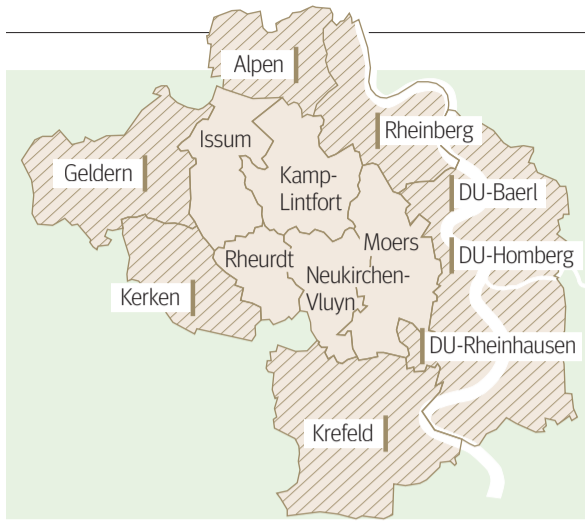 Alpen
Rheinberg
Issum
Geldern
Kamp-
Lintfort
DU-Baerl
Moers
DU-Homberg
Rheurdt
Neukirchen-
Vluyn
Kerken
DU-Rheinhausen
Krefeld